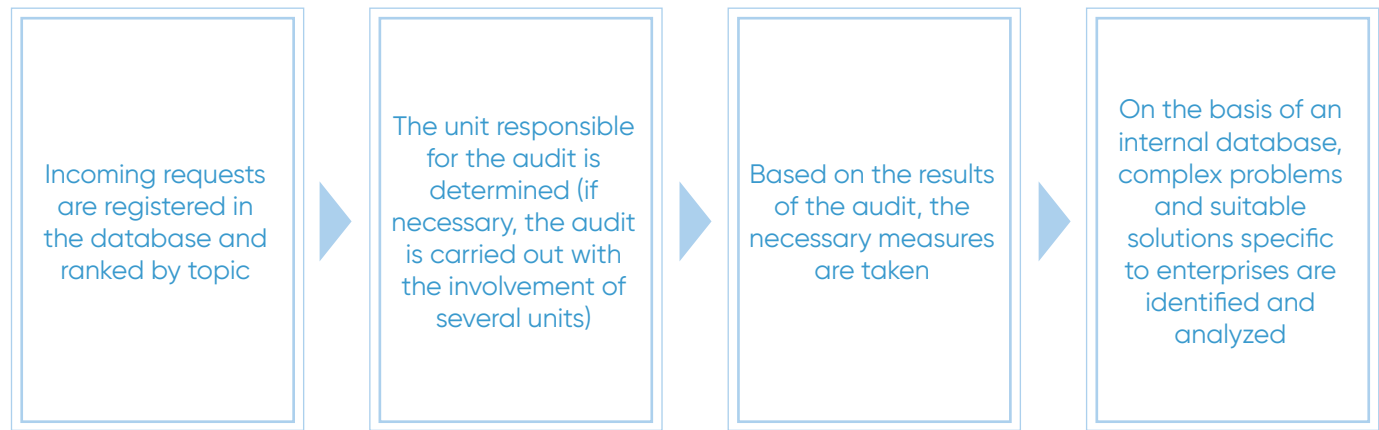 Incoming requests
are registered in
the database and
ranked by topic
The unit responsible
for the audit is
determined (if
necessary, the audit
is carried out with
the involvement of
several units)
Based on the results
of the audit, the
necessary measures
are taken
On the basis of an
internal database,
complex problems
and suitable
solutions specific
to enterprises are
identified and
analyzed